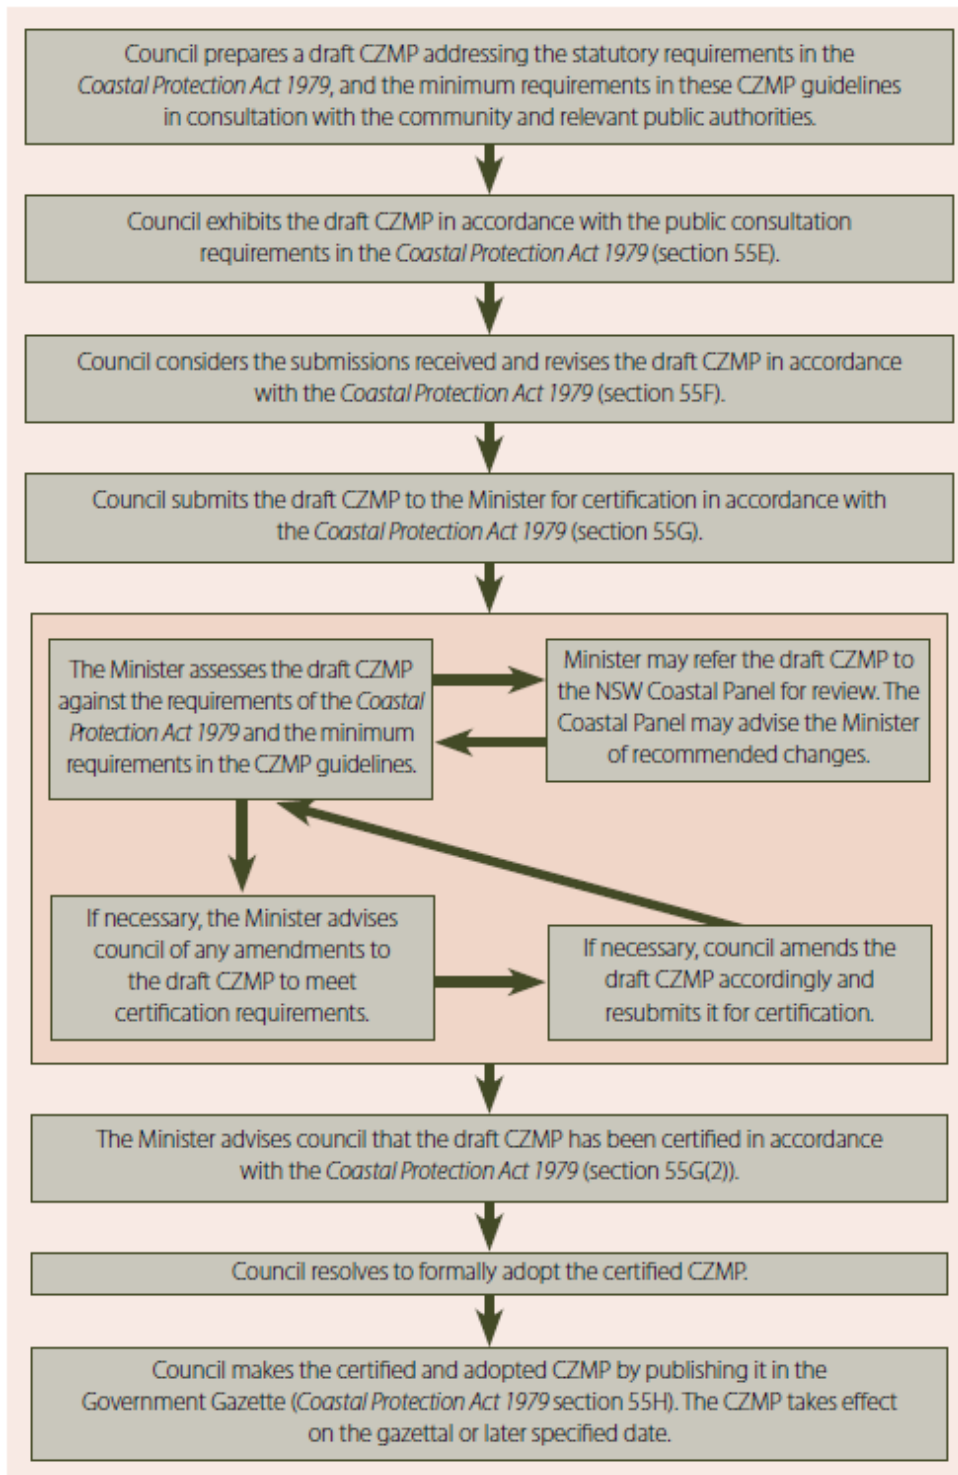 Council prepares a draft CZMP addressing the statutory requirements in the
Coastal Protection Act 1979, and the minimum requirements in these CZMP guidelines
in consultation with the community and relevant public authorities.
Council exhibits the draft CZMP in accordance with the public consultation
requirements in the Coastal Protection Act 1979 (section 55E).
Council considers the submissions received and revises the draft CZMP in accordance
with the Coastal Protection Act 1979 (section 55F).
Council submits the draft CZMP to the Minister for certification in accordance with
the Coastal Protection Act 1979 (section 55G).
The Minister assesses the draft CZMP
against the requirements of the Coastal
Protection Act 1979 and the minimum
requirements in the CZMP guidelines.
Minister may refer the draft CZMP to
the NSW Coastal Panel for review. The
Coastal Panel may advise the Minister
of recommended changes.
If necessary, the Minister advises
council of any amendments to
the draft CZMP to meet
certification requirements.
If necessary, council amends the
draft CZMP accordingly and
resubmits it for certification.
The Minister advises council that the draft CZMP has been certified in accordance
with the Coastal Protection Act 1979 (section 55G(2)).
Council resolves to formally adopt the certified CZMP.
Council makes the certified and adopted CZMP by publishing it in the
Government Gazette (Coastal Protection Act 1979 section 55H). The CZMP takes effect
on the gazettal or later specified date.